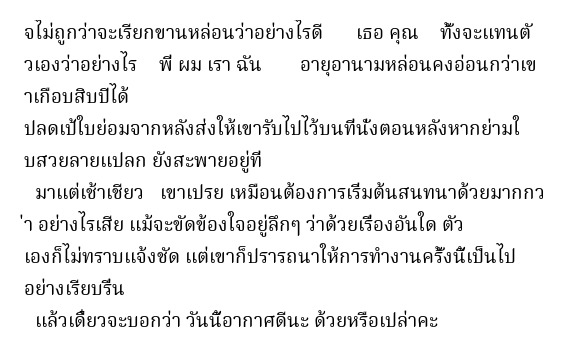 จไม่ถูกว่าจะเรียกขานหล่อนว่าอย่างไรดี เธอ คุณ ทั้งจะแทนตั
วเองว่าอย่างไร พี่ ผม เรา ฉัน อายุอานามหล่อนคงอ่อนกว่าเข
าเกือบสิบปีได้
ปลดเป้ใบย่อมจากหลังส่งให้เขารับไปไว้บนที่นั่งตอนหลังหากย่ามใ
บสวยลายแปลก ยังสะพายอยู่ที่
มาแต่เช้าเชียว เขาเปรย เหมือนต้องการเริ่มต้นสนทนาด้วยมากกว
่า อย่างไรเสีย แม้จะขัดข้องใจอยู่ลึกๆ ว่าด้วยเรื่องอันใด ตัว
เองก็ไม่ทราบแจ้งชัด แต่เขาก็ปรารถนาให้การทำงานครั้งนี้เป็นไป
อย่างเรียบรื่น
แล้วเดี๋ยวจะบอกว่า วันนี้อากาศดีนะ ด้วยหรือเปล่าคะ